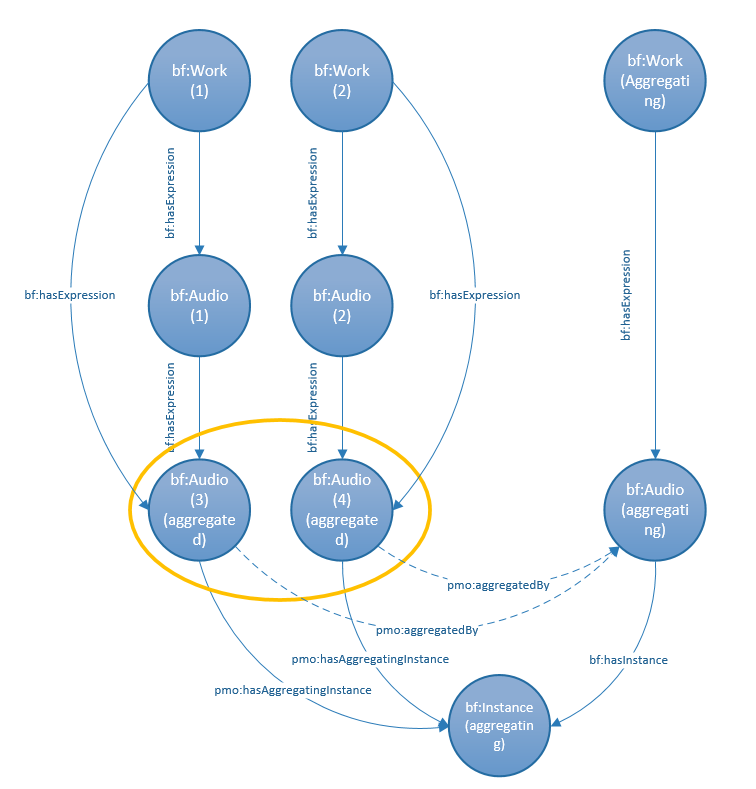 bf:Work
(1)
bf:Work
(2)
bf:Work
(Aggregati
ng)
bf:hasExpression
bf:hasExpression
bf:hasExpression
bf:hasExpression
bf:hasExpression
bf:Audio
(1)
bf:Audio
(2)
bf:hasExpression
bf:hasExpression
bf:Audio
(3)
(aggregate
d)
bf:Audio
(4)
(aggregate
d)
bf:Audio
(aggregati
ng)
pmo:aggregatedBy
pmo:aggregatedBy
pmo:hasAggregatingInstance
bf:hasInstance
pmo:hasAggregatingInstance
bf:Instance
(aggregatin
g)